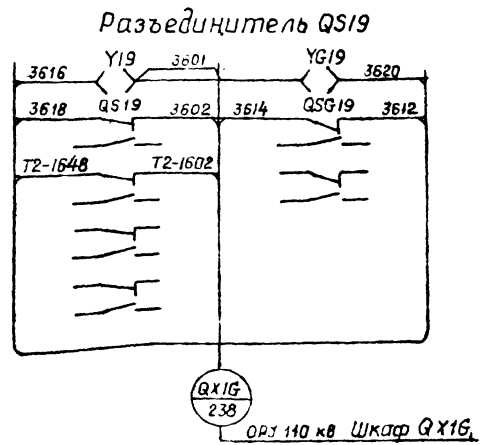 Разъединитель QS19
Y19 3601 YG19
3616 3620
3618 QS19 3602 3614 QSG19 3612
T2-1648 T2-1602
QX1G
238
ОРУ 110 кв Шкаф QX1G